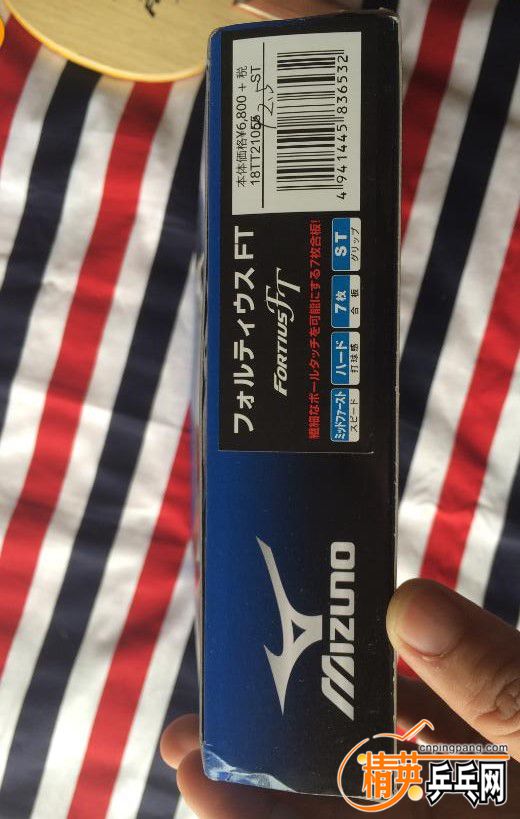 本体価格¥6,800 + 税
18TT21055 ST
4 941445 836532
フォルティウス FT
FORTIUS FT
繊細なボールタッチを可能にする7枚合板!
ミッドファースト
スピード
ハード
打球感
7枚
合板
ST
グリップ
MIZUNO
cnpingpang.com
精英乒乓网